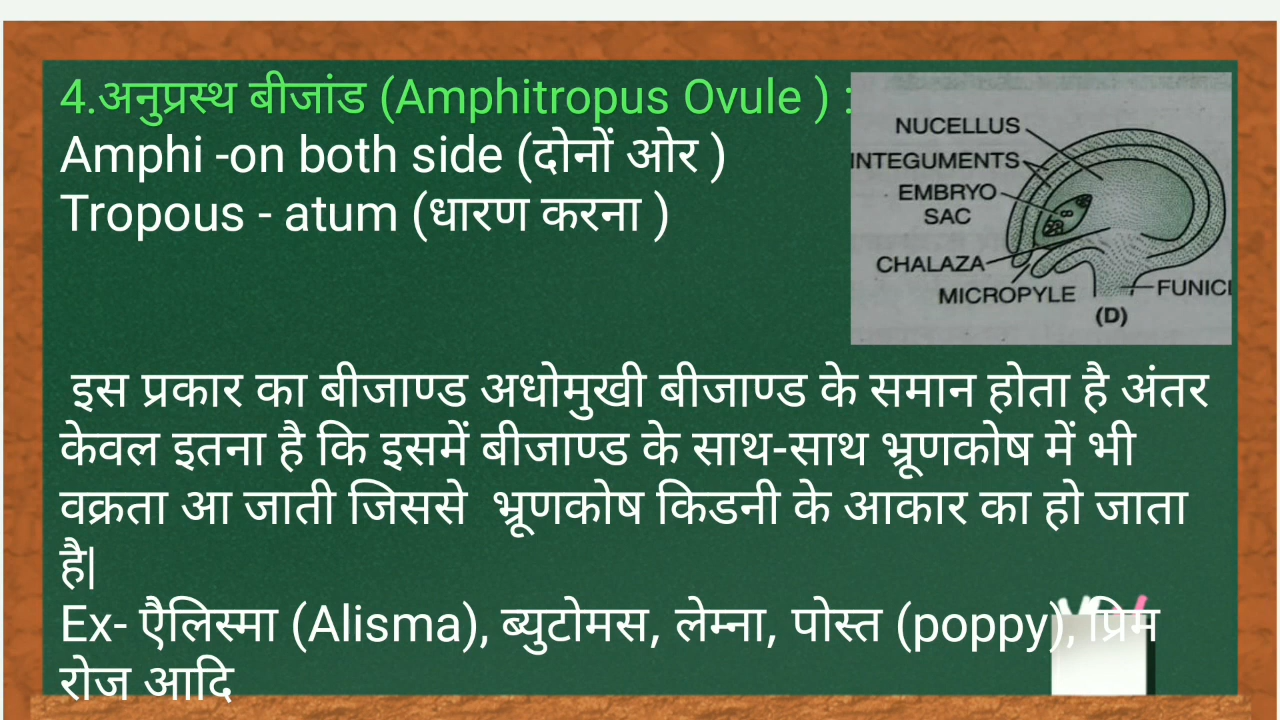 4.अनुप्रस्थ बीजांड (Amphitropus Ovule ) :
Amphi -on both side (दोनों ओर )
Tropous - atum (धारण करना )
NUCELLUS
INTEGUMENTS
EMBRYO
SAC
CHALAZA
MICROPYLE
FUNICI
(D)
इस प्रकार का बीजाण्ड अधोमुखी बीजाण्ड के समान होता है अंतर
केवल इतना है कि इसमें बीजाण्ड के साथ-साथ भ्रूणकोष में भी
वक्रता आ जाती जिससे भ्रूणकोष किडनी के आकार का हो जाता
है|
Ex- एैलिस्मा (Alisma), ब्युटोमस, लेम्ना, पोस्त (poppy), प्रिम
रोज आदि